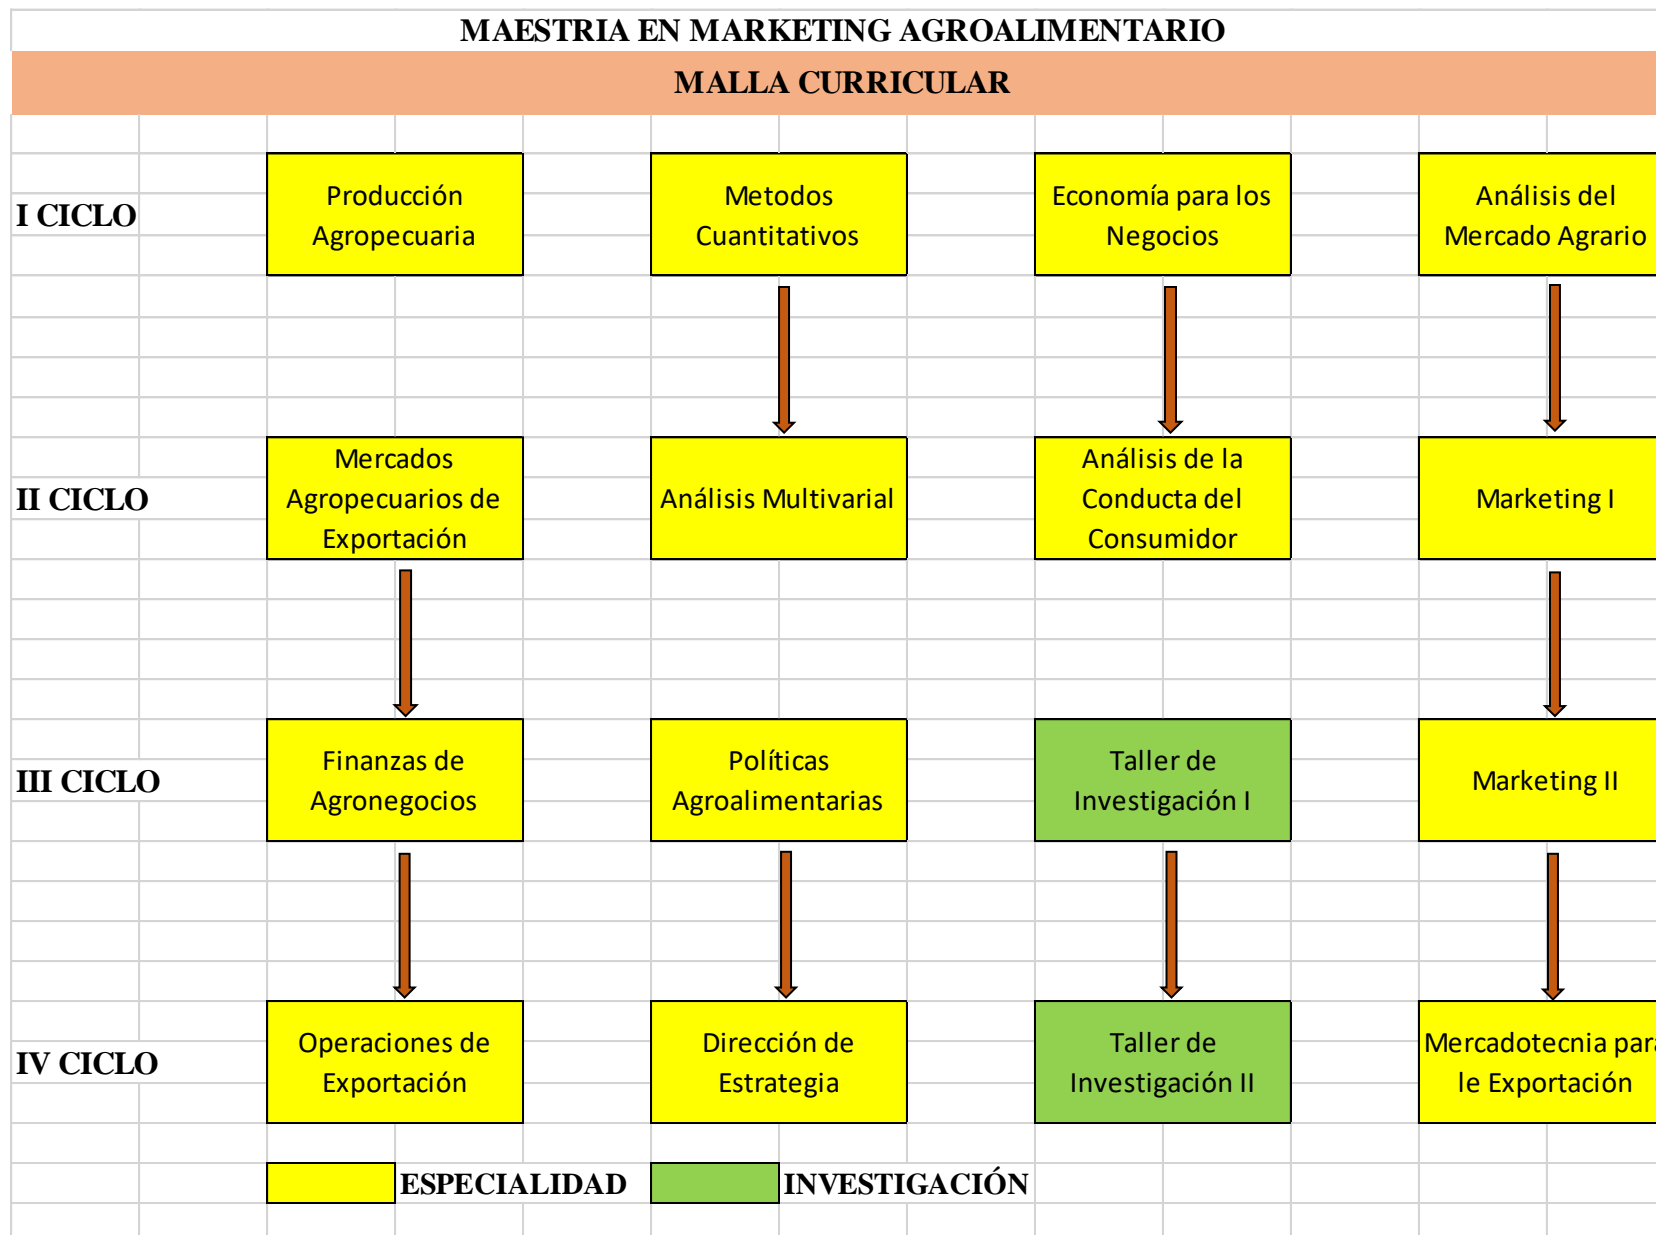 MAESTRIA EN MARKETING AGROALIMENTARIO
MALLA CURRICULAR
I CICLO
Producción
Agropecuaria
Metodos
Cuantitativos
Economía para los
Negocios
Análisis del
Mercado Agrario
II CICLO
Mercados
Agropecuarios de
Exportación
Análisis Multivarial
Análisis de la
Conducta del
Consumidor
Marketing I
III CICLO
Finanzas de
Agronegocios
Políticas
Agroalimentarias
Taller de
Investigación I
Marketing II
IV CICLO
Operaciones de
Exportación
Dirección de
Estrategia
Taller de
Investigación II
Mercadotecnia para
le Exportación
ESPECIALIDAD
INVESTIGACIÓN